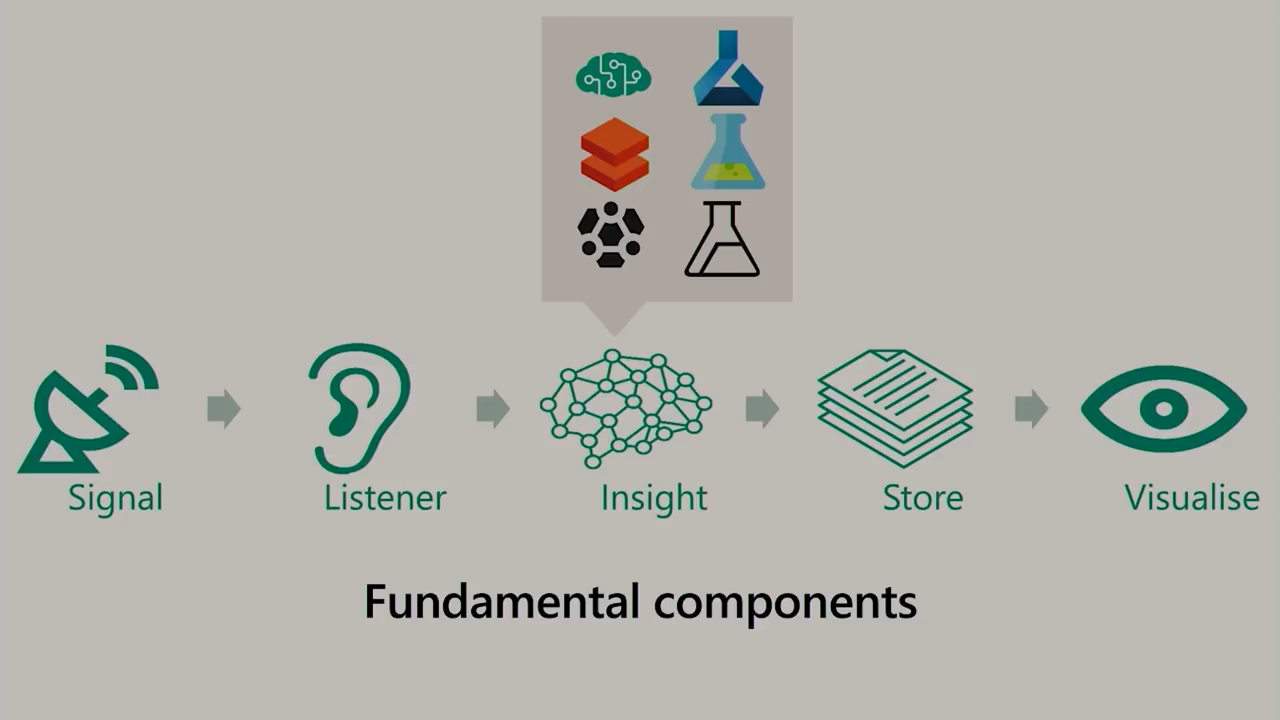 Signal
Listener
Insight
Store
Visualise
Fundamental components